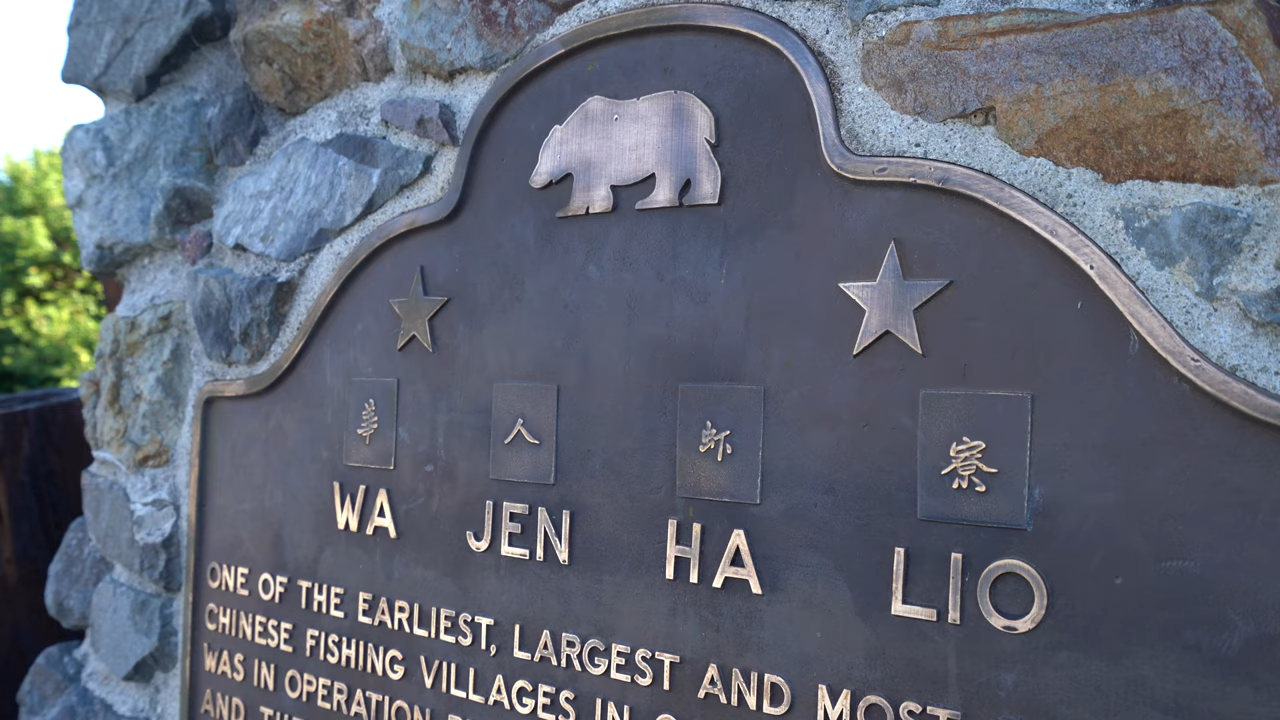 華 人 虾 寮
WA JEN HA LIO
ONE OF THE EARLIEST, LARGEST AND MOST
CHINESE FISHING VILLAGES IN
WAS IN OPERATION
AND